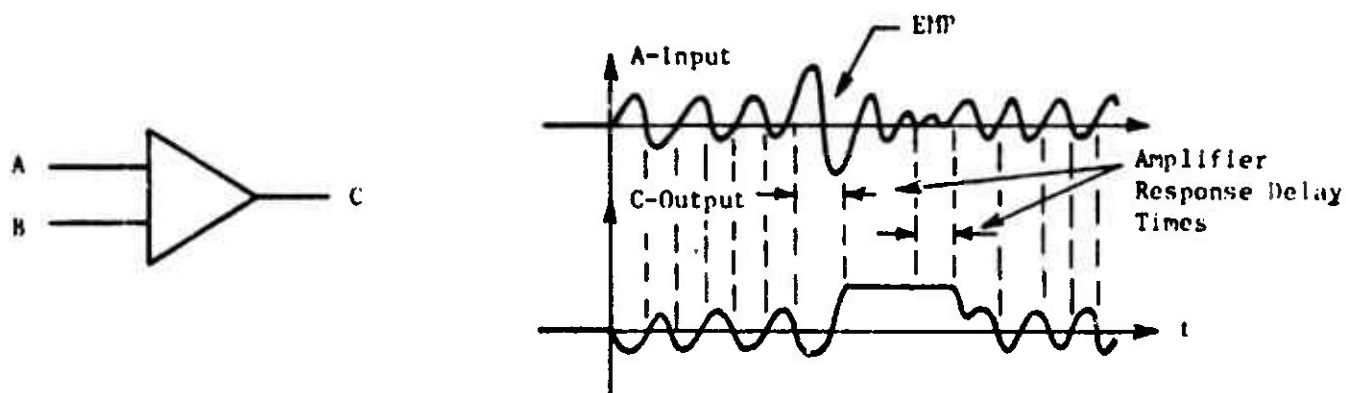 EMP
A-Input
A
B
C
C-Output
Amplifier
Response Delay
Times
t